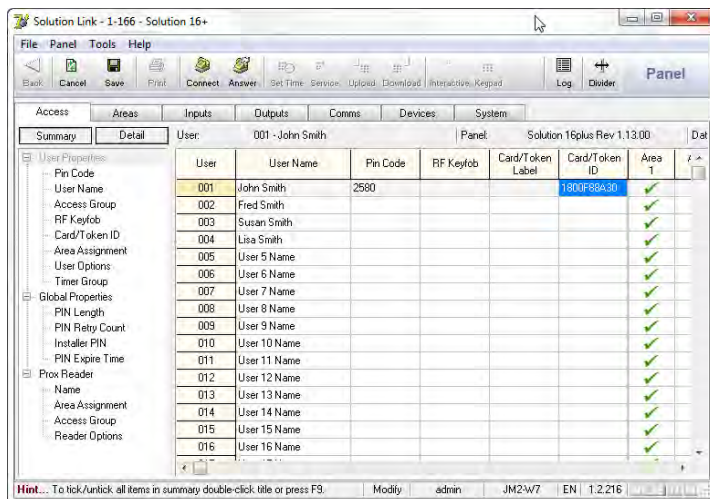 Solution Link - 1-166 - Solution 16+
File Panel Tools Help
Back Cancel Save Print Connect Answer Set Time Service Upload Download Interactive Keypad Log Divider Panel
Access Areas Inputs Outputs Comms Devices System
Summary Detail User: 001 - John Smith Panel: Solution 16plus Rev 1.13.00 Dat
User Properties
Pin Code
User Name
Access Group
RF Keyfob
Card/Token ID
Area Assignment
User Options
Timer Group
Global Properties
PIN Length
PIN Retry Count
Installer PIN
PIN Expire Time
Prox Reader
Name
Area Assignment
Access Group
Reader Options
User User Name Pin Code RF Keyfob Card/Token Label Card/Token ID Area 1
001 John Smith 2580 1800F88A30
002 Fred Smith
003 Susan Smith
004 Lisa Smith
005 User 5 Name
006 User 6 Name
007 User 7 Name
008 User 8 Name
009 User 9 Name
010 User 10 Name
011 User 11 Name
012 User 12 Name
013 User 13 Name
014 User 14 Name
015 User 15 Name
016 User 16 Name
Hint... To tick/untick all items in summary double-click title or press F9. Modify admin JM2-W7 EN 1.2.216